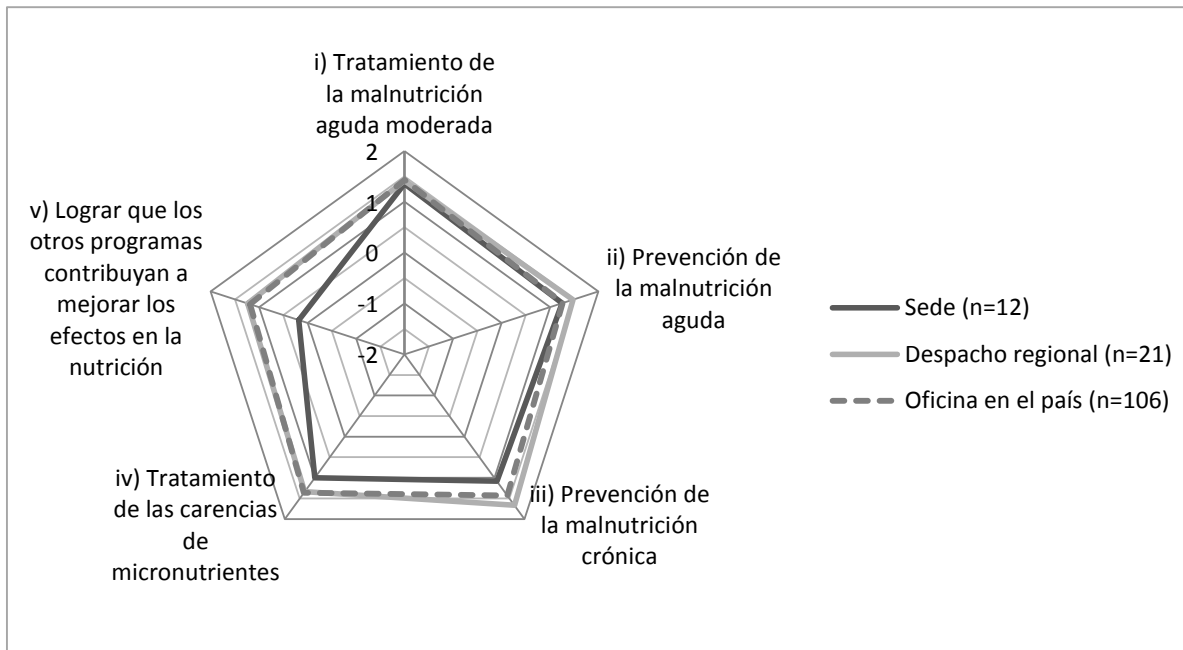 i) Tratamiento de
la malnutrición
aguda moderada
2
1
0
-1
-2
ii) Prevención de
la malnutrición
aguda
iii) Prevención de
la malnutrición
crónica
iv) Tratamiento
de las carencias
de
micronutrientes
v) Lograr que los
otros programas
contribuyan a
mejorar los
efectos en la
nutrición
Sede (n=12)
Despacho regional (n=21)
Oficina en el país (n=106)